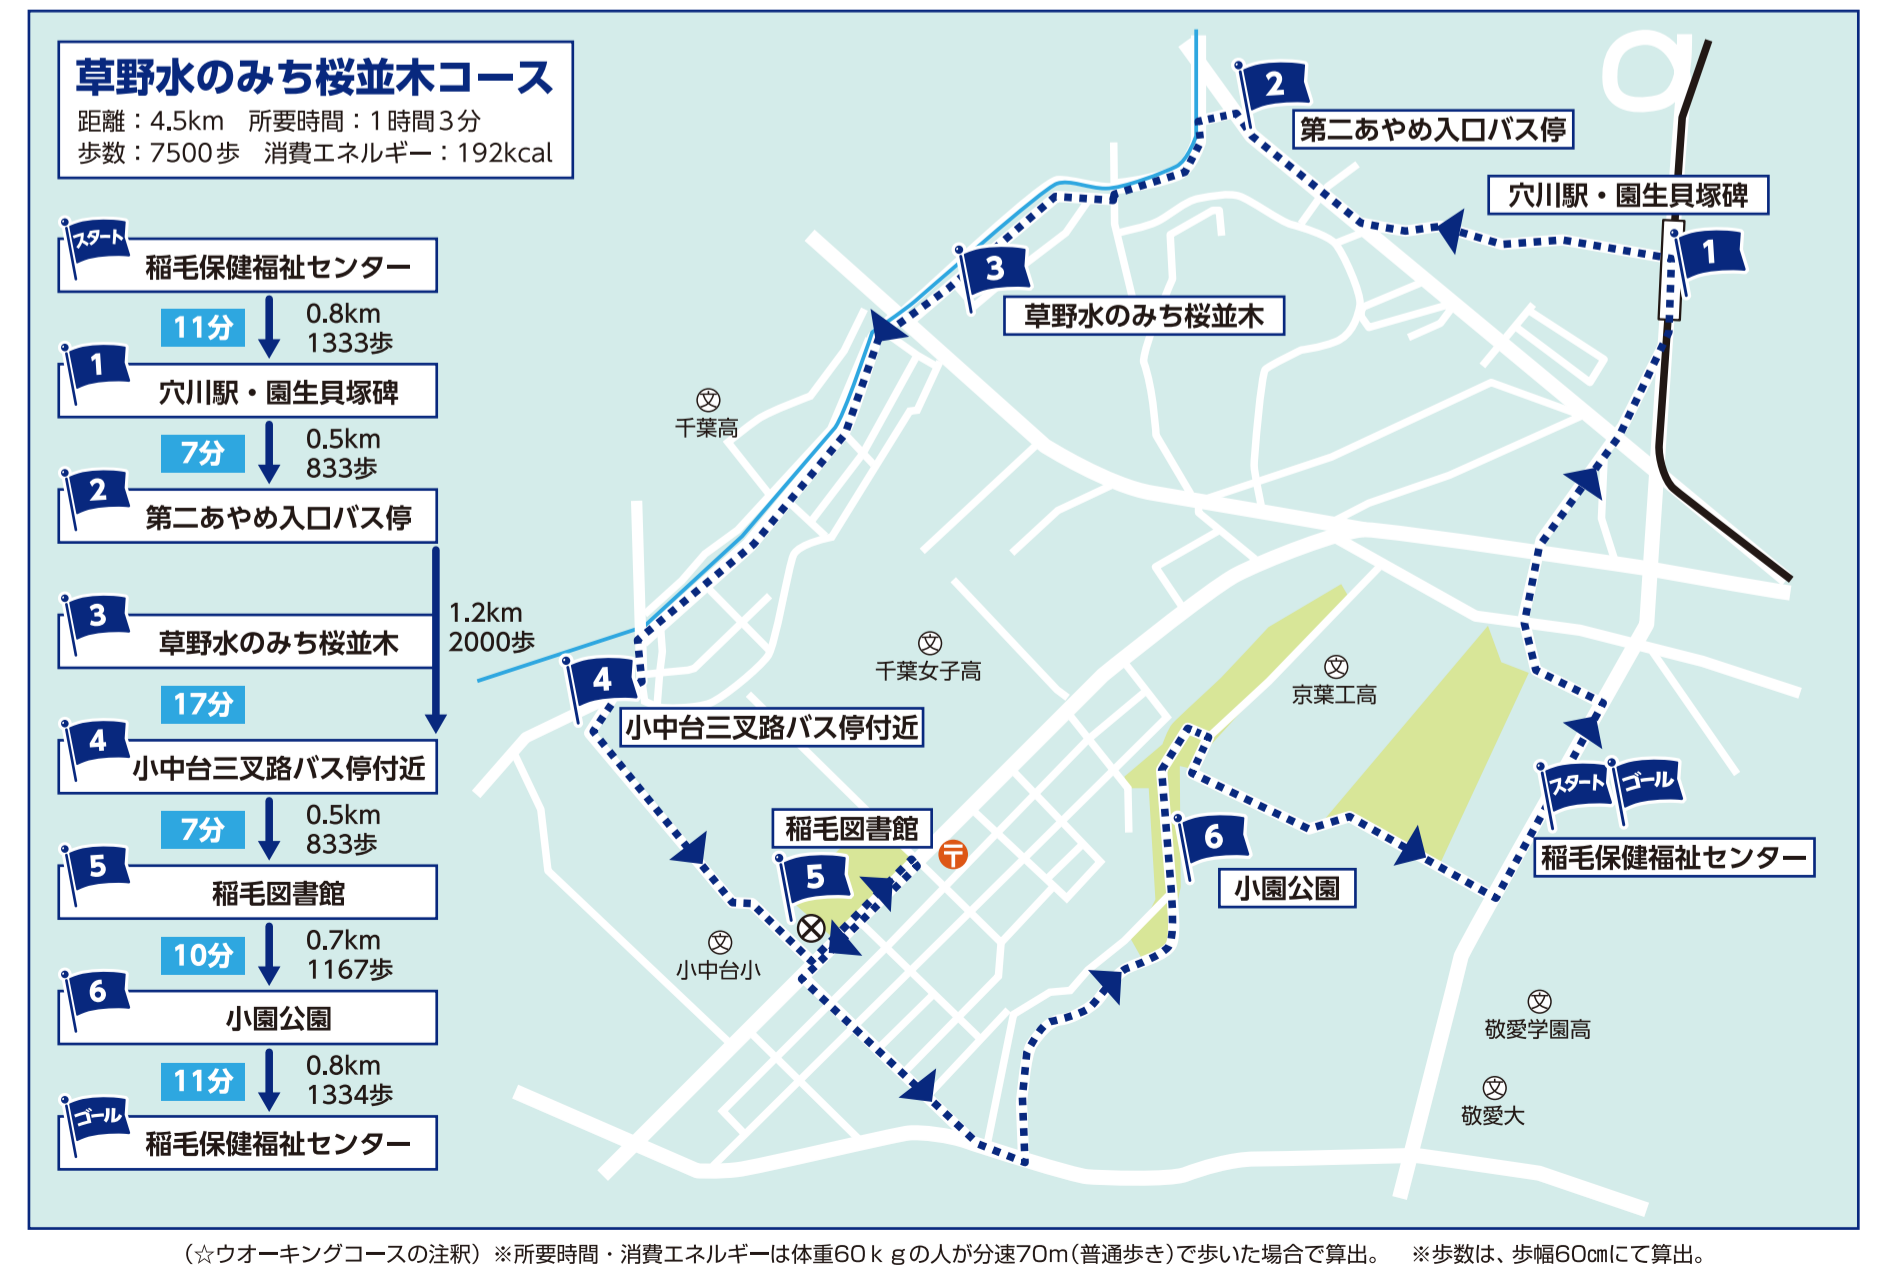 草野水のみち桜並木コース
距離：4.5km　所要時間：1時間3分
歩数：7500歩　消費エネルギー：192kcal
スタート
稲毛保健福祉センター
11分
0.8km
1333歩
1
穴川駅・園生貝塚碑
7分
0.5km
833歩
2
第二あやめ入口バス停
3
草野水のみち桜並木
1.2km
2000歩
17分
4
小中台三叉路バス停付近
7分
0.5km
833歩
5
稲毛図書館
10分
0.7km
1167歩
6
小園公園
11分
0.8km
1334歩
ゴール
稲毛保健福祉センター
2
第二あやめ入口バス停
穴川駅・園生貝塚碑
1
3
草野水のみち桜並木
文
千葉高
文
千葉女子高
文
京葉工高
4
小中台三叉路バス停付近
スタート
ゴール
稲毛保健福祉センター
稲毛図書館
5
〒
6
小園公園
文
小中台小
文
敬愛学園高
文
敬愛大
（☆ウオーキングコースの注釈）※所要時間・消費エネルギーは体重60ｋｇの人が分速70m（普通歩き）で歩いた場合で算出。　※歩数は、歩幅60㎝にて算出。